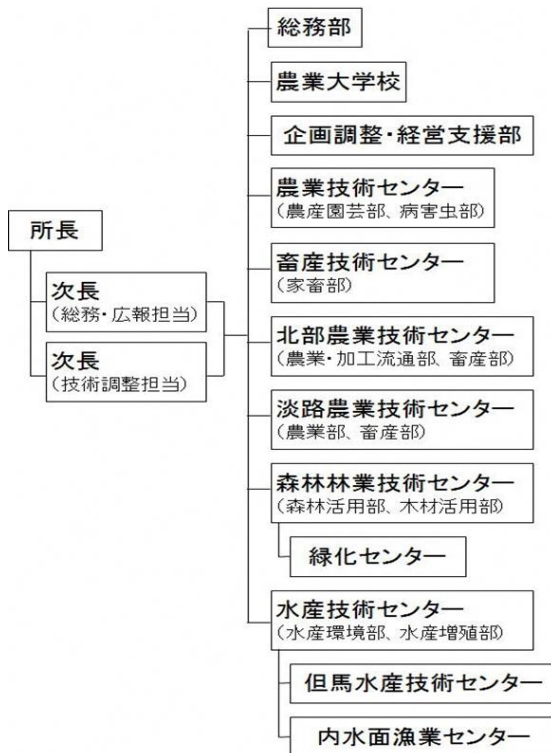 総務部
農業大学校
企画調整・経営支援部
農業技術センター
(農産園芸部、病害虫部)
所長
畜産技術センター
(家畜部)
次長
(総務・広報担当)
北部農業技術センター
(農業・加工流通部、畜産部)
次長
(技術調整担当)
淡路農業技術センター
(農業部、畜産部)
森林林業技術センター
(森林活用部、木材活用部)
緑化センター
水産技術センター
(水産環境部、水産増殖部)
但馬水産技術センター
内水面漁業センター